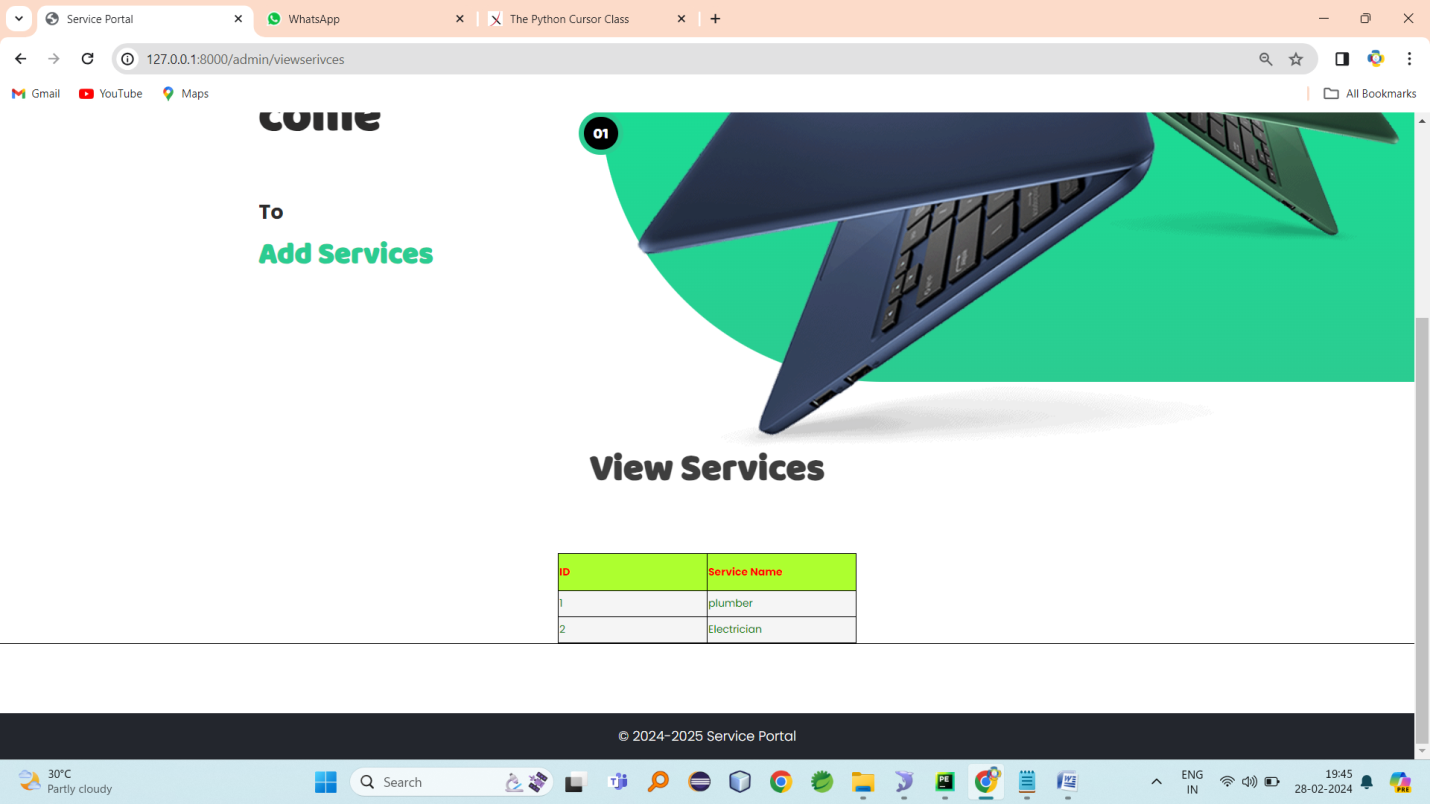 Service Portal
WhatsApp
The Python Cursor Class
127.0.0.1:8000/admin/viewserivces
Gmail
YouTube
Maps
All Bookmarks
come
01
To
Add Services
View Services
ID Service Name
1 plumber
2 Electrician
© 2024-2025 Service Portal
30°C
Partly cloudy
Search
ENG
IN
19:45
28-02-2024